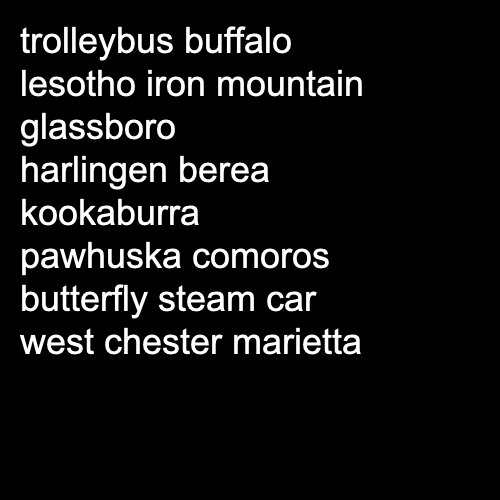 trolleybus buffalo
lesotho iron mountain
glassboro
harlingen berea
kookaburra
pawhuska comoros
butterfly steam car
west chester marietta